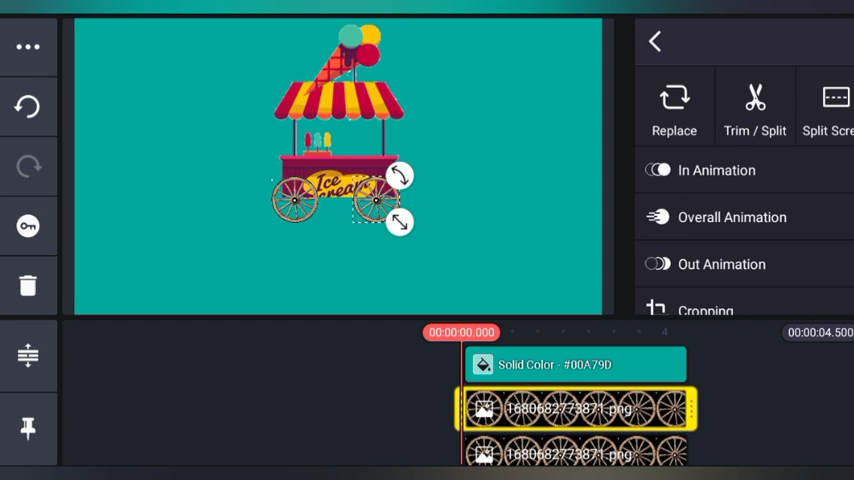 Replace
Trim / Split
Split Scre
In Animation
Overall Animation
Out Animation
Cropping
Ice
cream
00:00:00.000
4
00:00:04.500
Solid Color - #00A79D
1680682773871.png
1680682773871.png